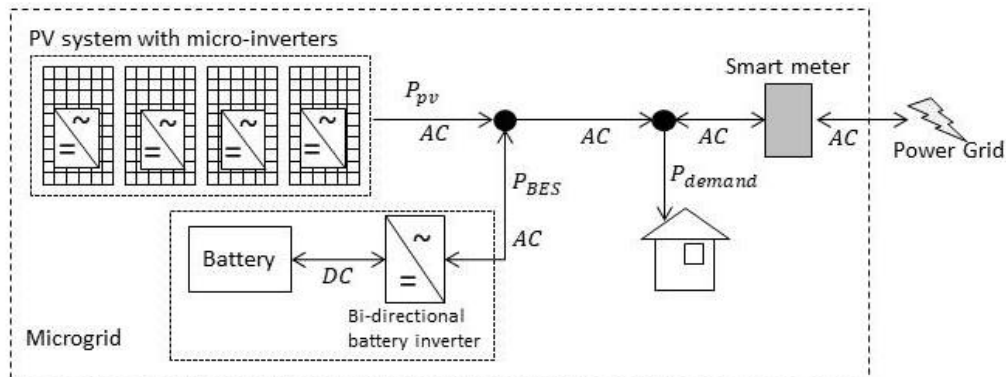 PV system with micro-inverters
~
=
~
=
~
=
~
=
P_pv
AC
AC
Smart meter
AC
AC
Power Grid
P_BES
AC
P_demand
Battery
DC
~
=
Bi-directional
battery inverter
Microgrid